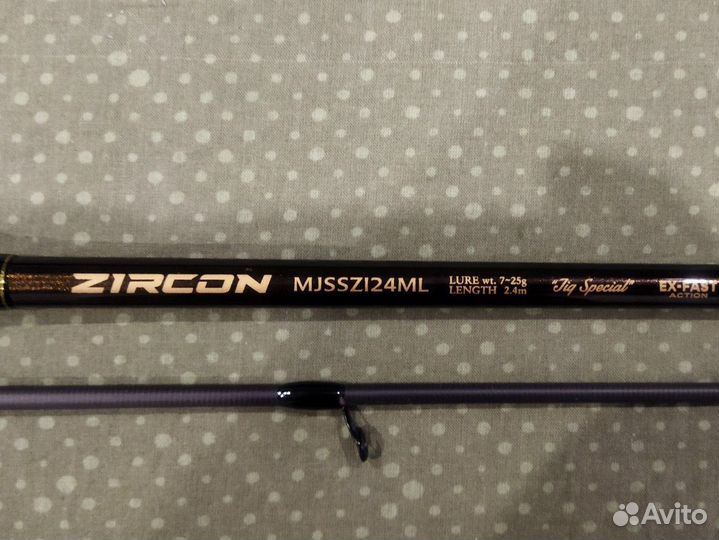 ZIRCON MJSSZI24ML LURE wt. 7~25g "Jig Special" EX-FAST
LENGTH 2.4m ACTION
Avito